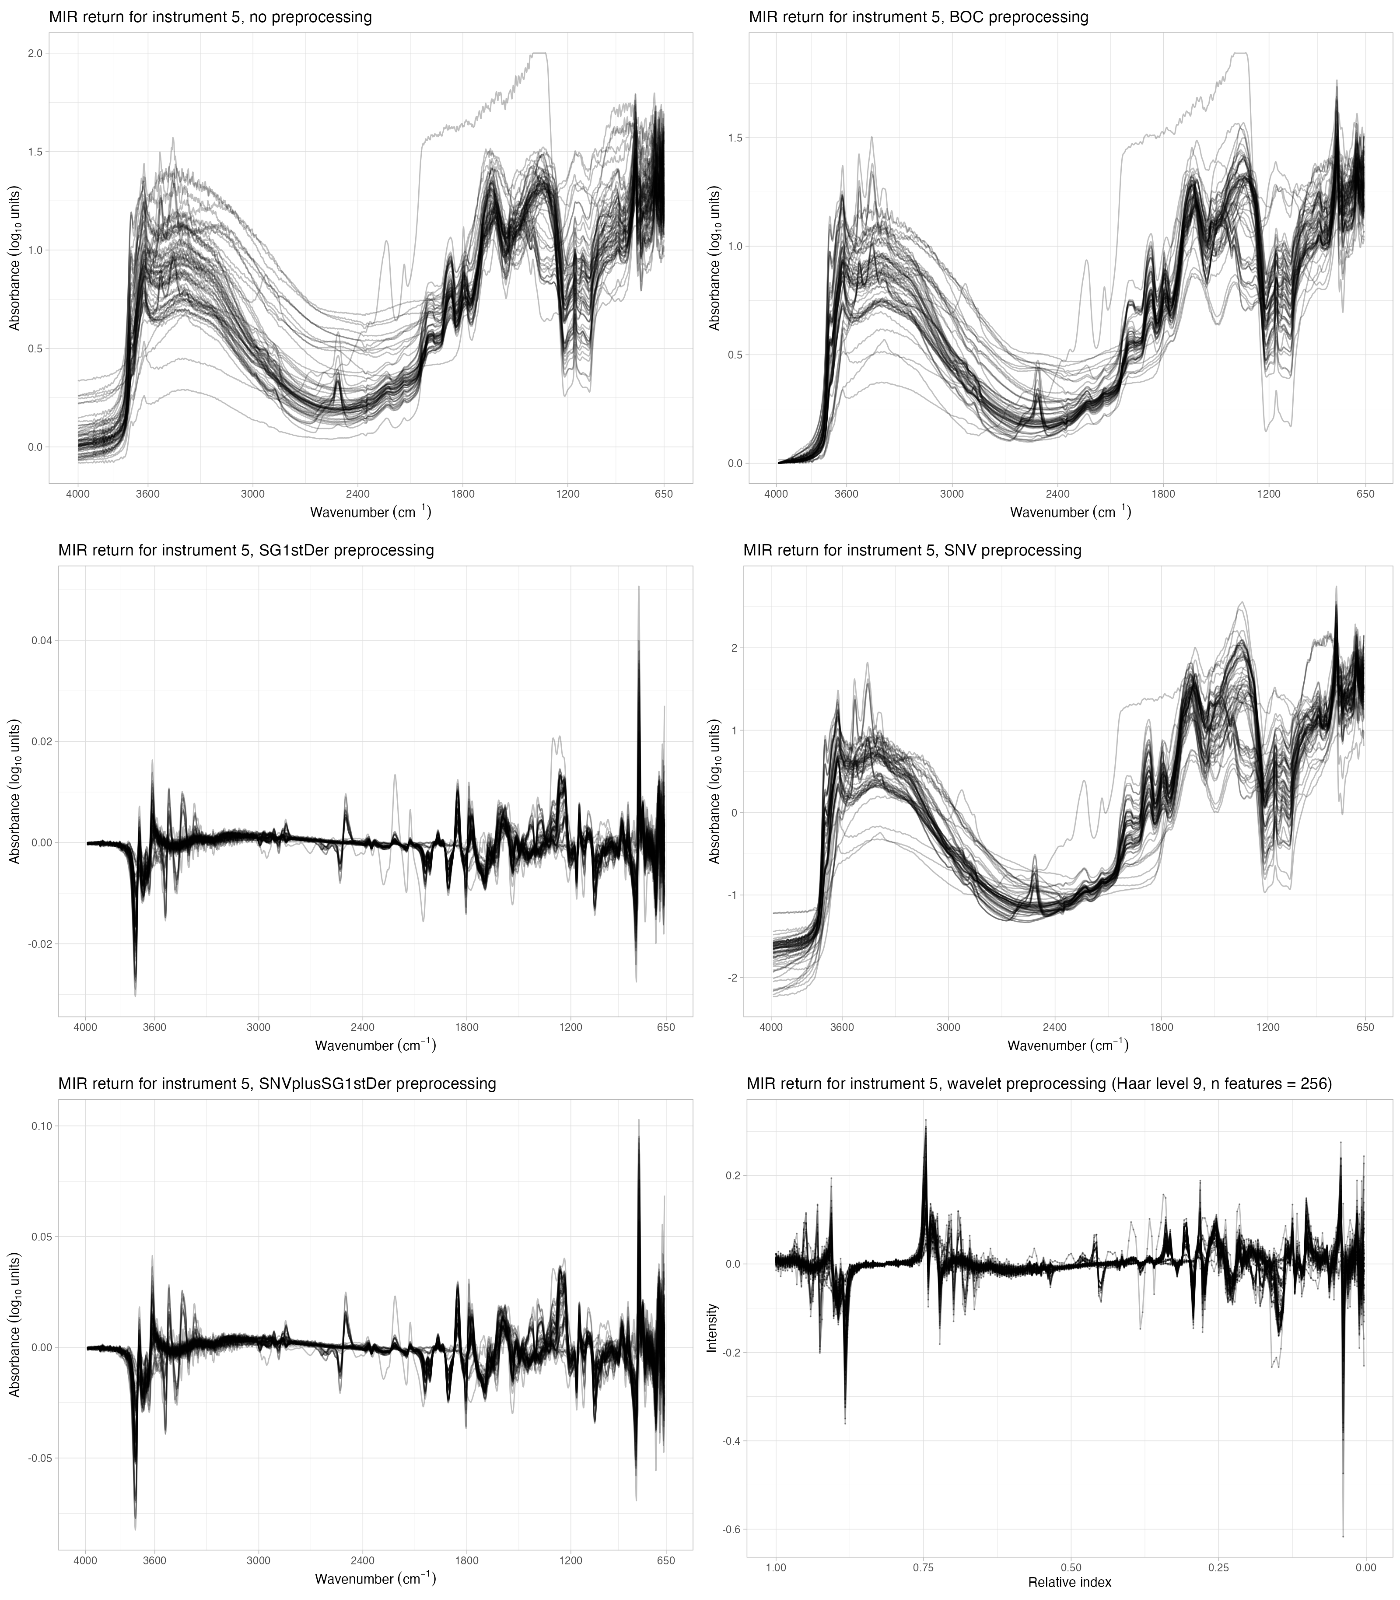 MIR return for instrument 5, no preprocessing
2.0
1.5
1.0
0.5
0.0
Absorbance (log10 units)
4000 3600 3000 2400 1800 1200 650
Wavenumber (cm −1)
MIR return for instrument 5, BOC preprocessing
1.5
1.0
0.5
0.0
Absorbance (log10 units)
4000 3600 3000 2400 1800 1200 650
Wavenumber (cm −1)
MIR return for instrument 5, SG1stDer preprocessing
0.04
0.02
0.00
-0.02
Absorbance (log10 units)
4000 3600 3000 2400 1800 1200 650
Wavenumber (cm−1)
MIR return for instrument 5, SNV preprocessing
2
1
0
-1
-2
Absorbance (log10 units)
4000 3600 3000 2400 1800 1200 650
Wavenumber (cm−1)
MIR return for instrument 5, SNVplusSG1stDer preprocessing
0.10
0.05
0.00
-0.05
Absorbance (log10 units)
4000 3600 3000 2400 1800 1200 650
Wavenumber (cm−1)
MIR return for instrument 5, wavelet preprocessing (Haar level 9, n features = 256)
0.2
0.0
-0.2
-0.4
-0.6
Intensity
1.00 0.75 0.50 0.25 0.00
Relative index